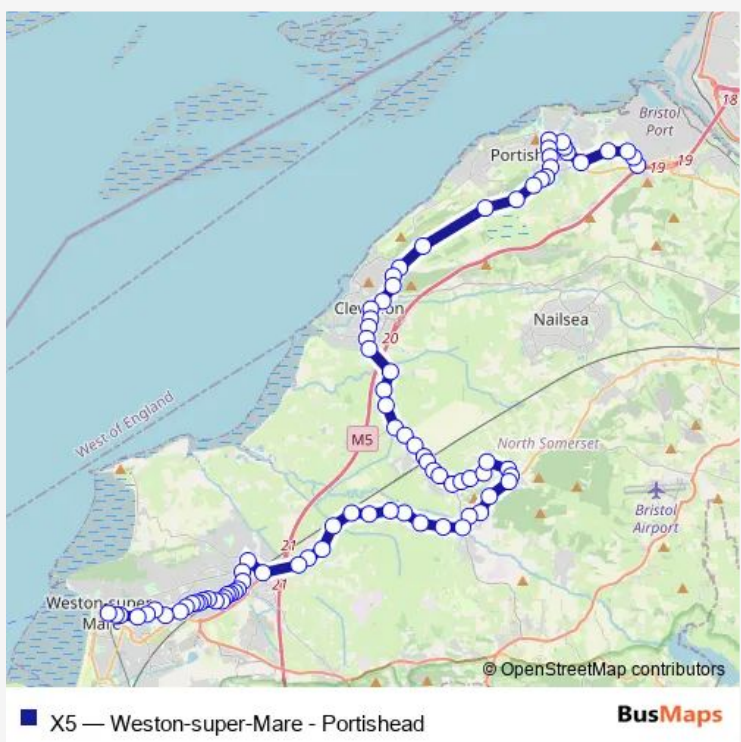 18
Bristol
Port
Portish
19
19
Clevedon
20
Nailsea
West of England
M5
North Somerset
Bristol
Airport
21
21
Weston-super-
Mare
© OpenStreetMap contributors
X5 — Weston-super-Mare - Portishead
BusMaps